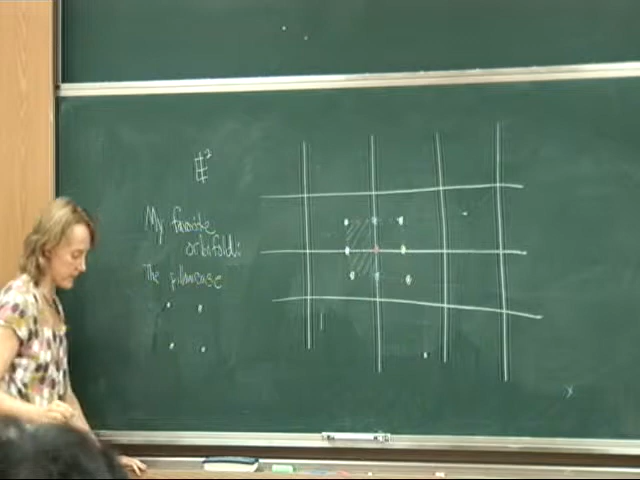 𝔼²
My favorite
orbifold:
The pillowcase